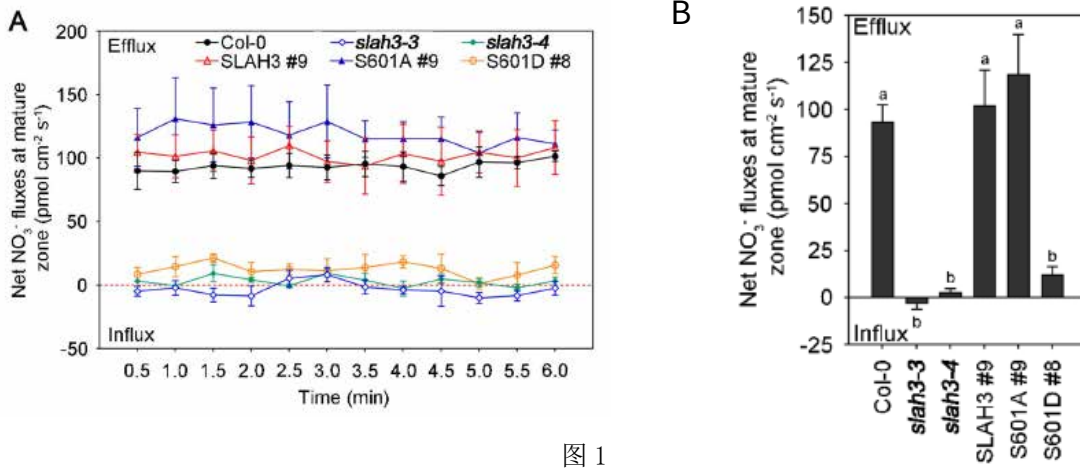 A
Net NO₃⁻ fluxes at mature
zone (pmol cm⁻² s⁻¹)
200
150
100
50
0
-50
Efflux
Col-0
slah3-3
slah3-4
SLAH3 #9
S601A #9
S601D #8
Influx
0.5 1.0 1.5 2.0 2.5 3.0 3.5 4.0 4.5 5.0 5.5 6.0
Time (min)
B
Net NO₃⁻ fluxes at mature
zone (pmol cm⁻² s⁻¹)
150
125
100
75
50
25
0
-25
Efflux
a
b
b
a
a
b
Influx
Col-0
slah3-3
slah3-4
SLAH3 #9
S601A #9
S601D #8
图 1